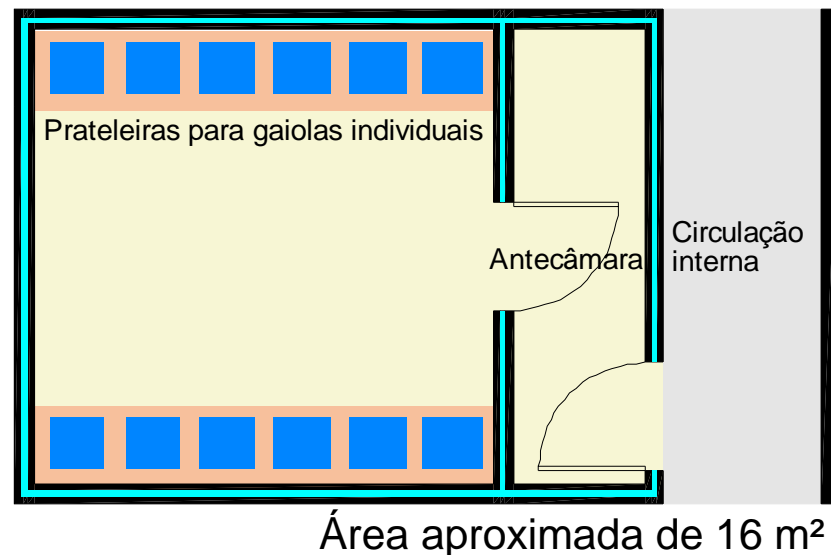 Prateleiras para gaiolas individuais
Antecâmara
Circulação
interna
Área aproximada de 16 m²